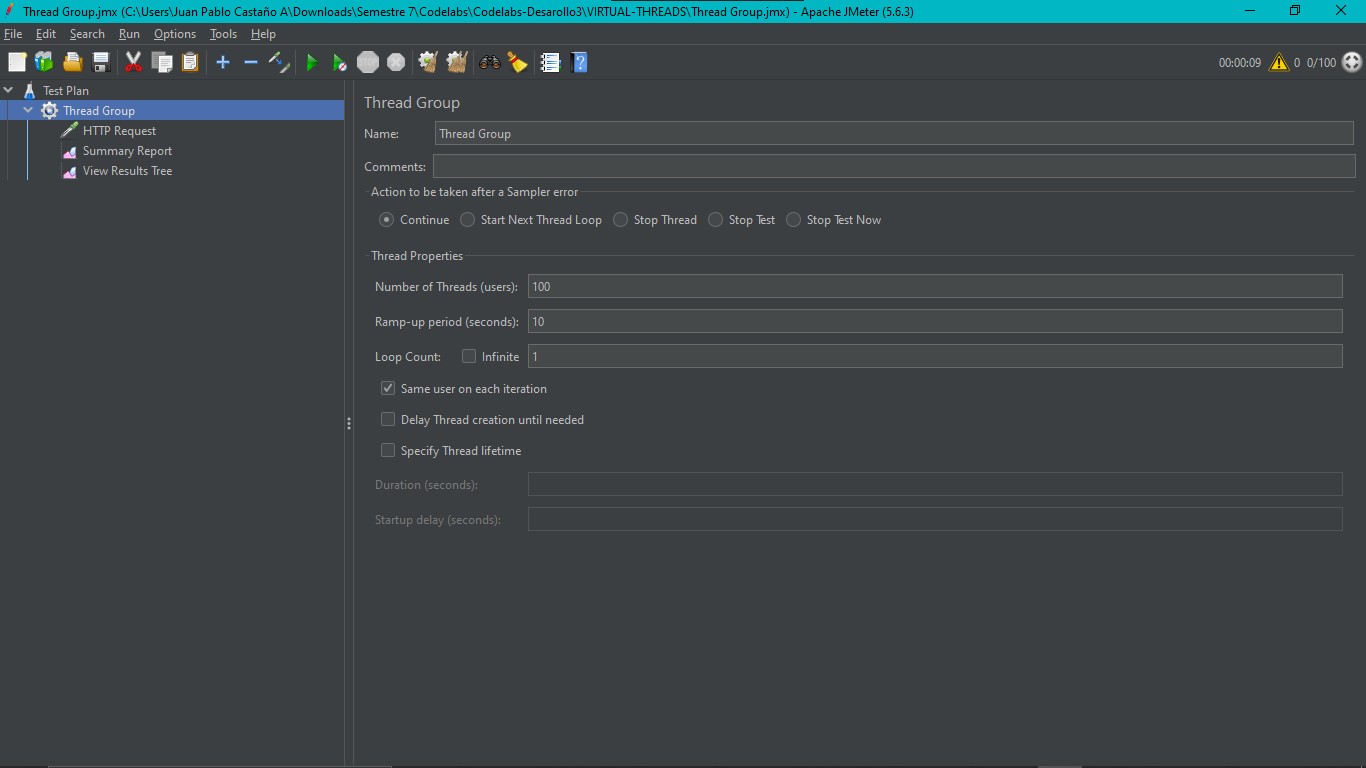 Thread Group.jmx (C:\Users\Juan Pablo Castaño A\Downloads\Semestre 7\Codelabs\Codelabs-Desarollo3\VIRTUAL-THREADS\Thread Group.jmx) - Apache JMeter (5.6.3)
File Edit Search Run Options Tools Help
STOP 00:00:09 0 0/100
Test Plan
Thread Group
HTTP Request
Summary Report
View Results Tree
Thread Group
Name: Thread Group
Comments:
Action to be taken after a Sampler error
Continue Start Next Thread Loop Stop Thread Stop Test Stop Test Now
Thread Properties
Number of Threads (users): 100
Ramp-up period (seconds): 10
Loop Count: Infinite 1
Same user on each iteration
Delay Thread creation until needed
Specify Thread lifetime
Duration (seconds):
Startup delay (seconds):